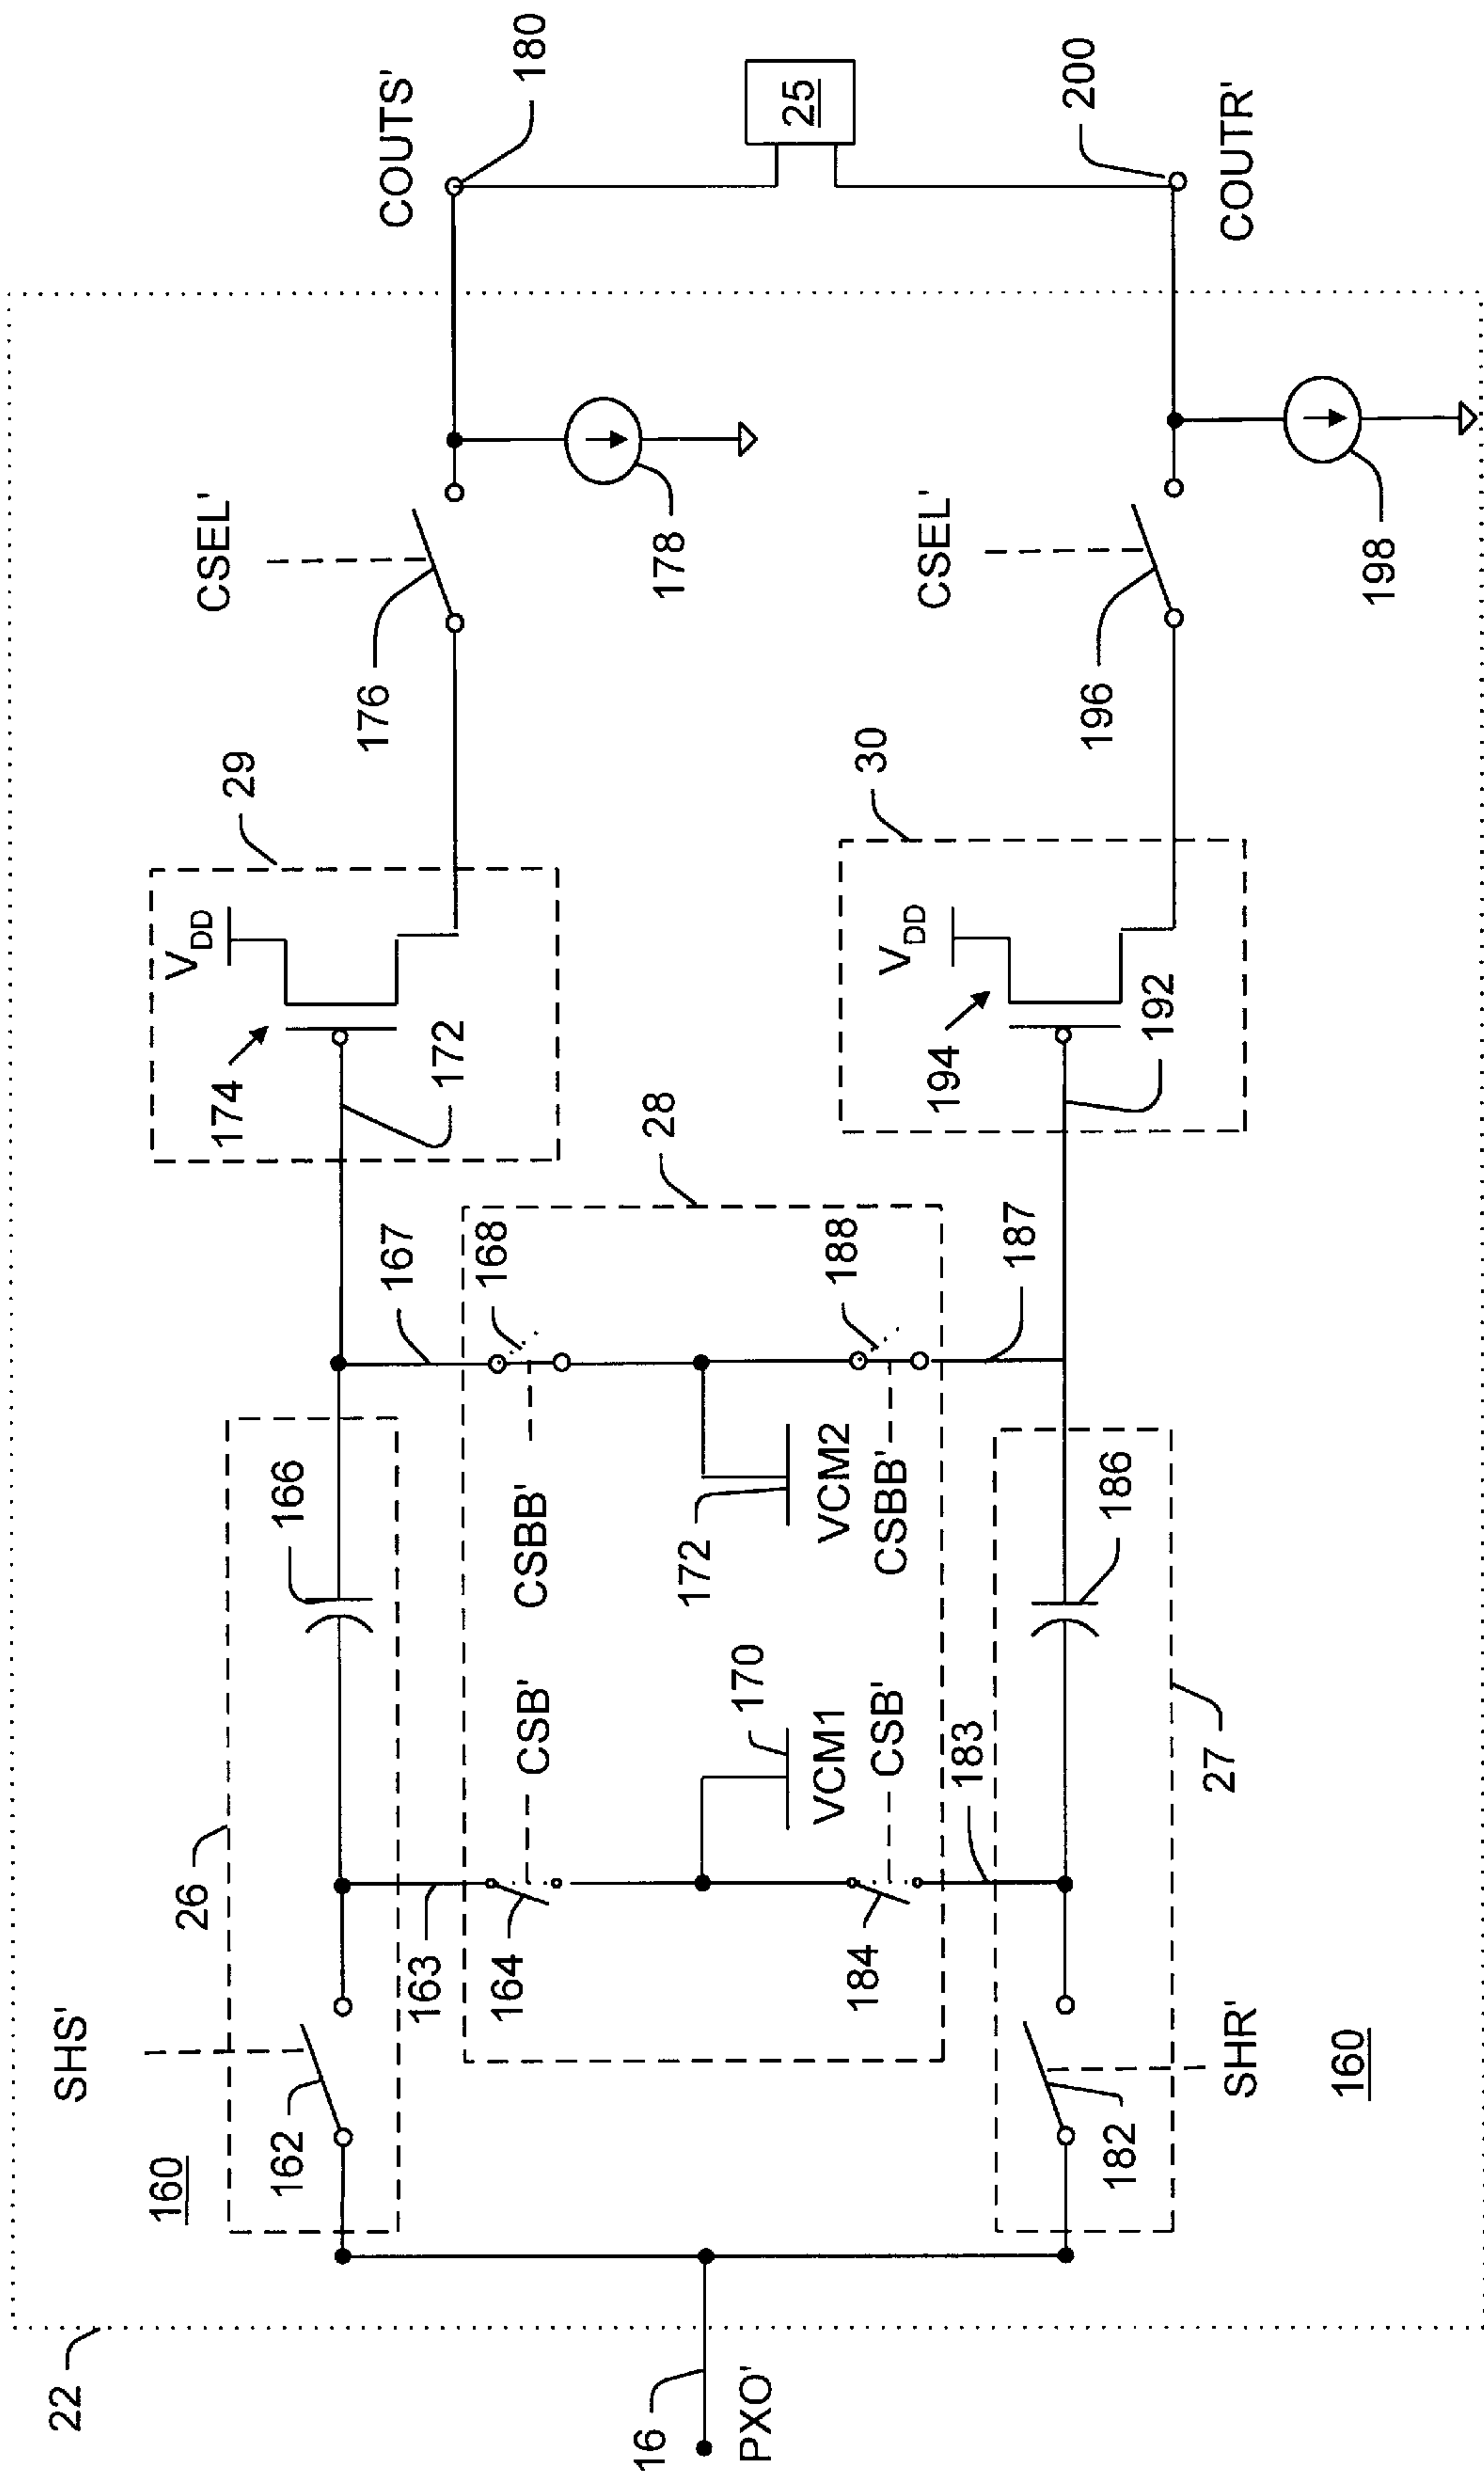 22
16
PXO'
SHS'
160
162
26
166
163
164
CSB'
CSBB'
167
168
170
VCM1
172
VCM2
28
184
CSB'
CSBB'
188
183
187
186
27
182
SHR'
160
174
V DD
172
29
194
V DD
192
30
CSEL'
176
178
CSEL'
196
198
COUTS'
180
25
200
COUTR'